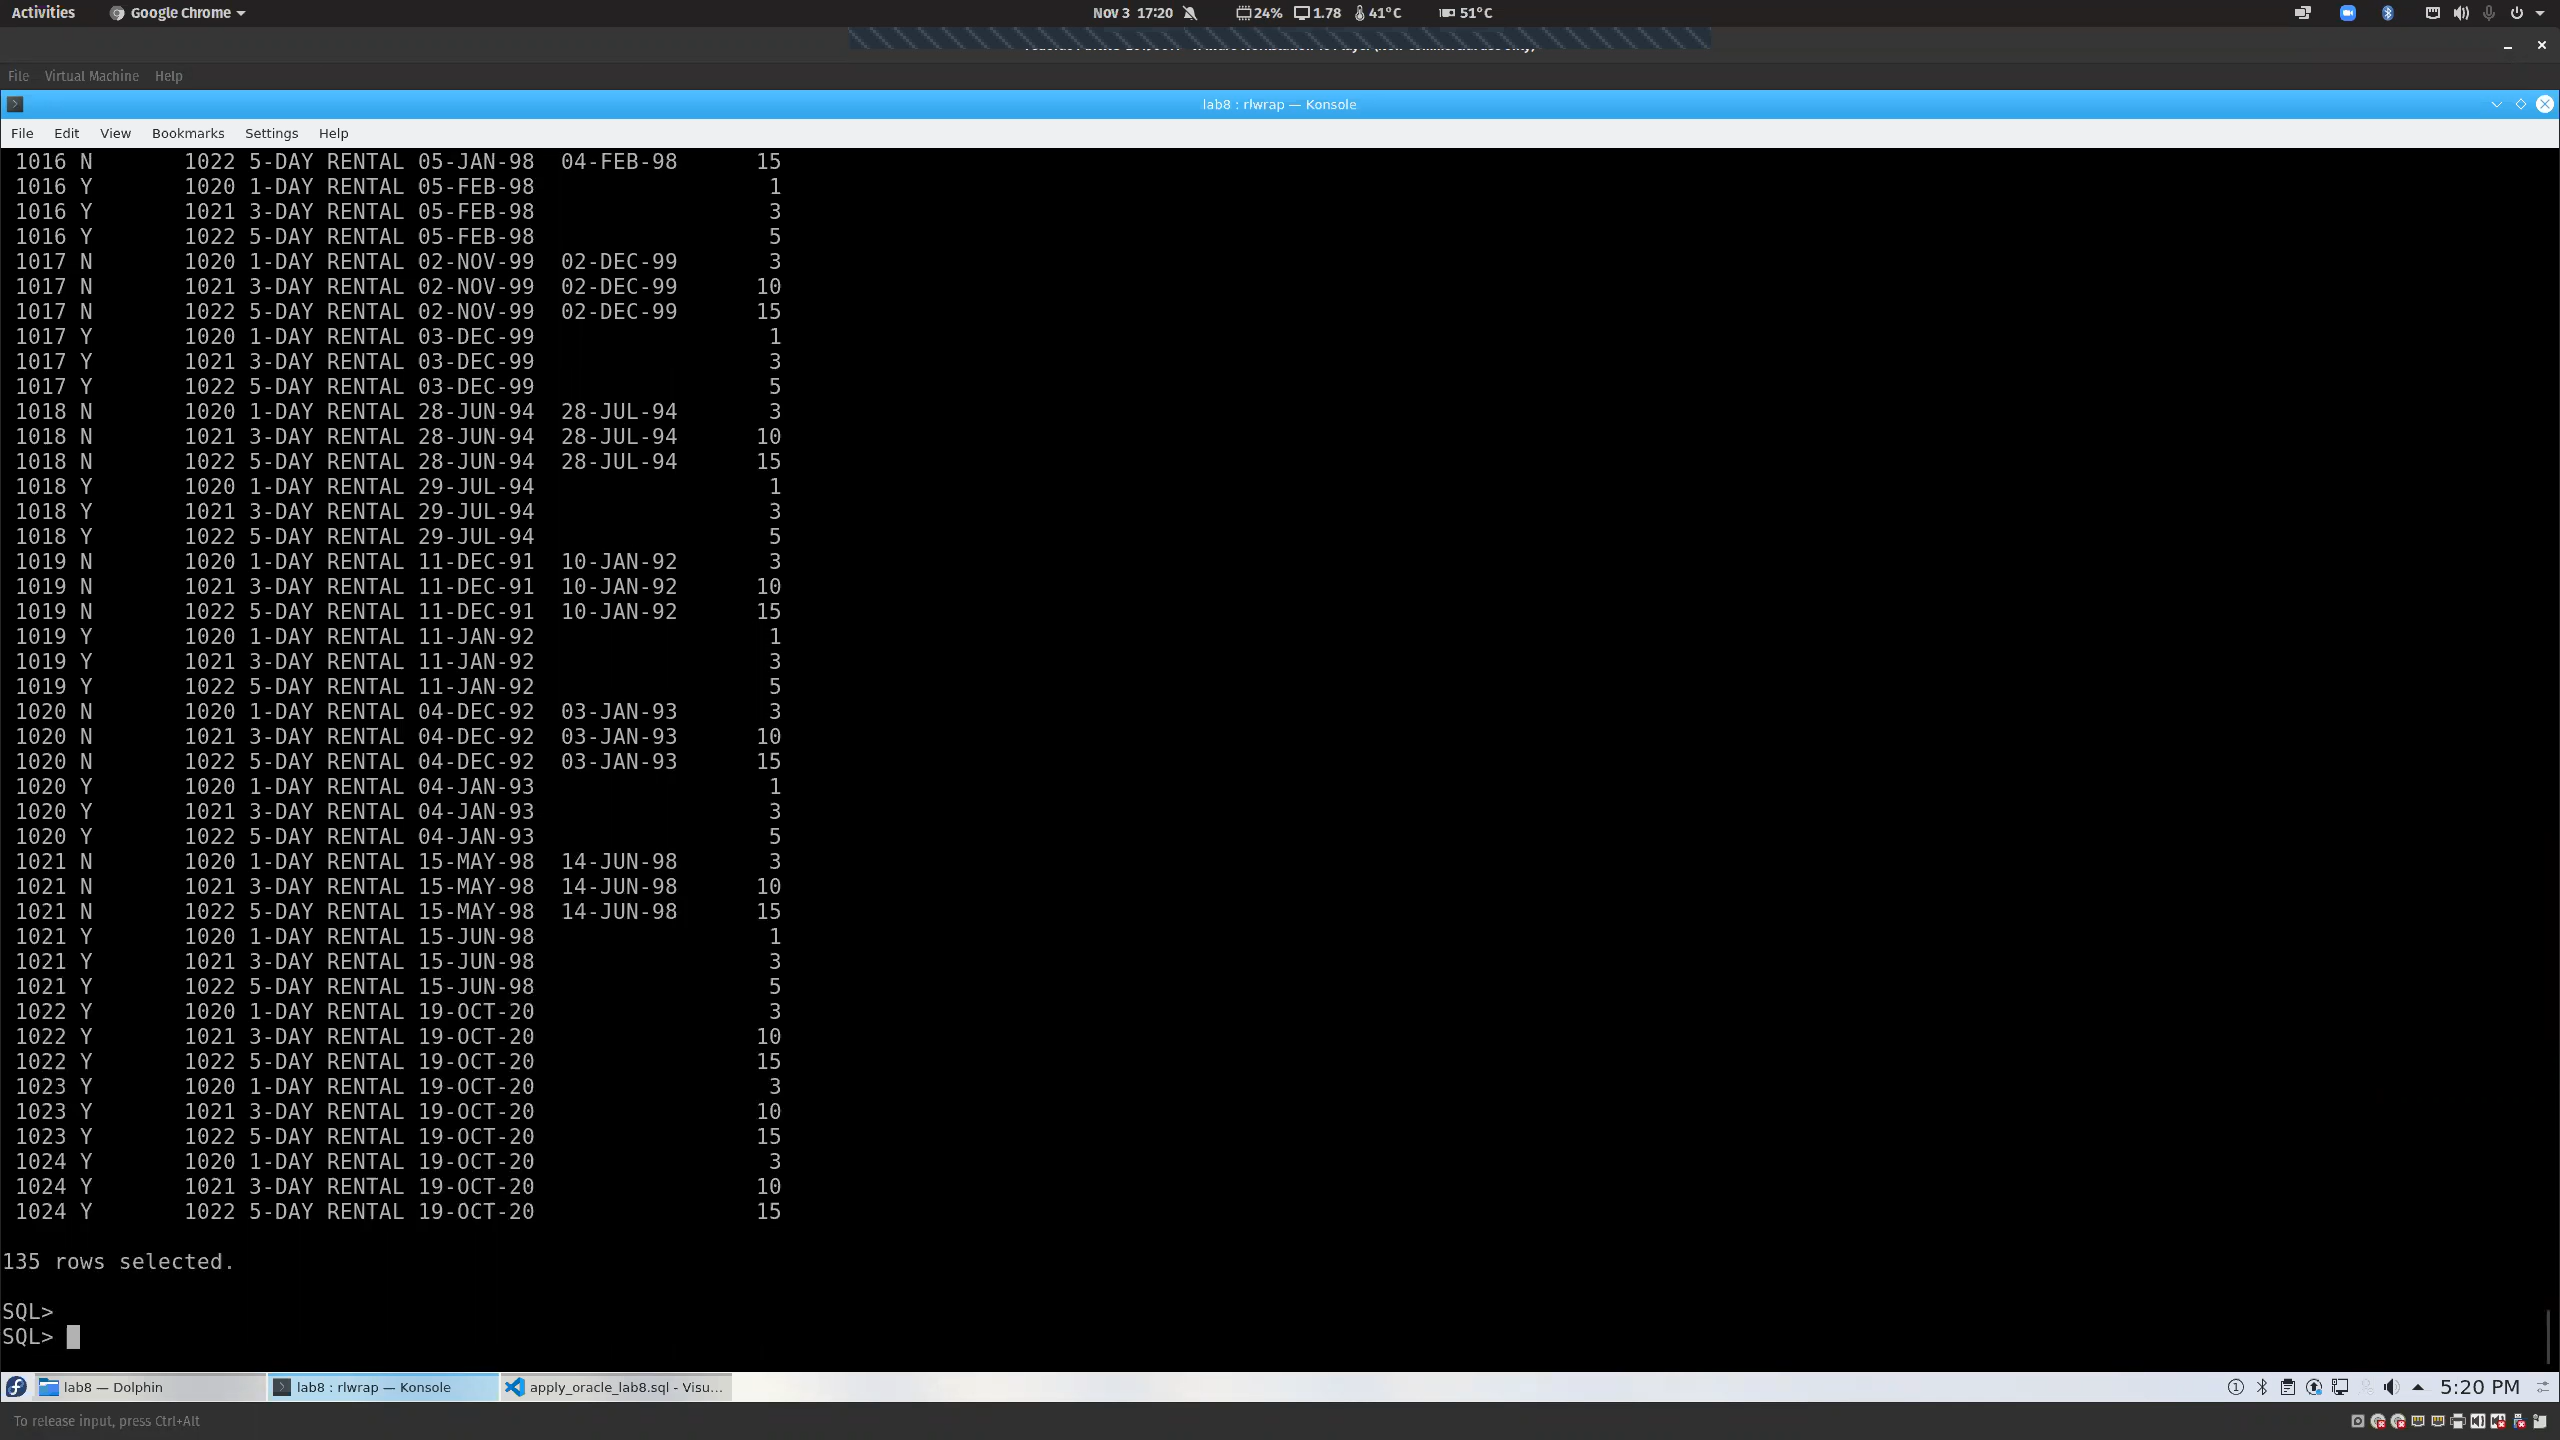 Activities Google Chrome Nov 3 17:20 24% 1.78 41°C 51°C
File Virtual Machine Help
lab8 : rlwrap — Konsole
File Edit View Bookmarks Settings Help
1016 N 1022 5-DAY RENTAL 05-JAN-98 04-FEB-98 15
1016 Y 1020 1-DAY RENTAL 05-FEB-98 1
1016 Y 1021 3-DAY RENTAL 05-FEB-98 3
1016 Y 1022 5-DAY RENTAL 05-FEB-98 5
1017 N 1020 1-DAY RENTAL 02-NOV-99 02-DEC-99 3
1017 N 1021 3-DAY RENTAL 02-NOV-99 02-DEC-99 10
1017 N 1022 5-DAY RENTAL 02-NOV-99 02-DEC-99 15
1017 Y 1020 1-DAY RENTAL 03-DEC-99 1
1017 Y 1021 3-DAY RENTAL 03-DEC-99 3
1017 Y 1022 5-DAY RENTAL 03-DEC-99 5
1018 N 1020 1-DAY RENTAL 28-JUN-94 28-JUL-94 3
1018 N 1021 3-DAY RENTAL 28-JUN-94 28-JUL-94 10
1018 N 1022 5-DAY RENTAL 28-JUN-94 28-JUL-94 15
1018 Y 1020 1-DAY RENTAL 29-JUL-94 1
1018 Y 1021 3-DAY RENTAL 29-JUL-94 3
1018 Y 1022 5-DAY RENTAL 29-JUL-94 5
1019 N 1020 1-DAY RENTAL 11-DEC-91 10-JAN-92 3
1019 N 1021 3-DAY RENTAL 11-DEC-91 10-JAN-92 10
1019 N 1022 5-DAY RENTAL 11-DEC-91 10-JAN-92 15
1019 Y 1020 1-DAY RENTAL 11-JAN-92 1
1019 Y 1021 3-DAY RENTAL 11-JAN-92 3
1019 Y 1022 5-DAY RENTAL 11-JAN-92 5
1020 N 1020 1-DAY RENTAL 04-DEC-92 03-JAN-93 3
1020 N 1021 3-DAY RENTAL 04-DEC-92 03-JAN-93 10
1020 N 1022 5-DAY RENTAL 04-DEC-92 03-JAN-93 15
1020 Y 1020 1-DAY RENTAL 04-JAN-93 1
1020 Y 1021 3-DAY RENTAL 04-JAN-93 3
1020 Y 1022 5-DAY RENTAL 04-JAN-93 5
1021 N 1020 1-DAY RENTAL 15-MAY-98 14-JUN-98 3
1021 N 1021 3-DAY RENTAL 15-MAY-98 14-JUN-98 10
1021 N 1022 5-DAY RENTAL 15-MAY-98 14-JUN-98 15
1021 Y 1020 1-DAY RENTAL 15-JUN-98 1
1021 Y 1021 3-DAY RENTAL 15-JUN-98 3
1021 Y 1022 5-DAY RENTAL 15-JUN-98 5
1022 Y 1020 1-DAY RENTAL 19-OCT-20 3
1022 Y 1021 3-DAY RENTAL 19-OCT-20 10
1022 Y 1022 5-DAY RENTAL 19-OCT-20 15
1023 Y 1020 1-DAY RENTAL 19-OCT-20 3
1023 Y 1021 3-DAY RENTAL 19-OCT-20 10
1023 Y 1022 5-DAY RENTAL 19-OCT-20 15
1024 Y 1020 1-DAY RENTAL 19-OCT-20 3
1024 Y 1021 3-DAY RENTAL 19-OCT-20 10
1024 Y 1022 5-DAY RENTAL 19-OCT-20 15
135 rows selected.
SQL>
SQL>
lab8 — Dolphin lab8 : rlwrap — Konsole apply_oracle_lab8.sql - Visu... 5:20 PM
To release input, press Ctrl+Alt